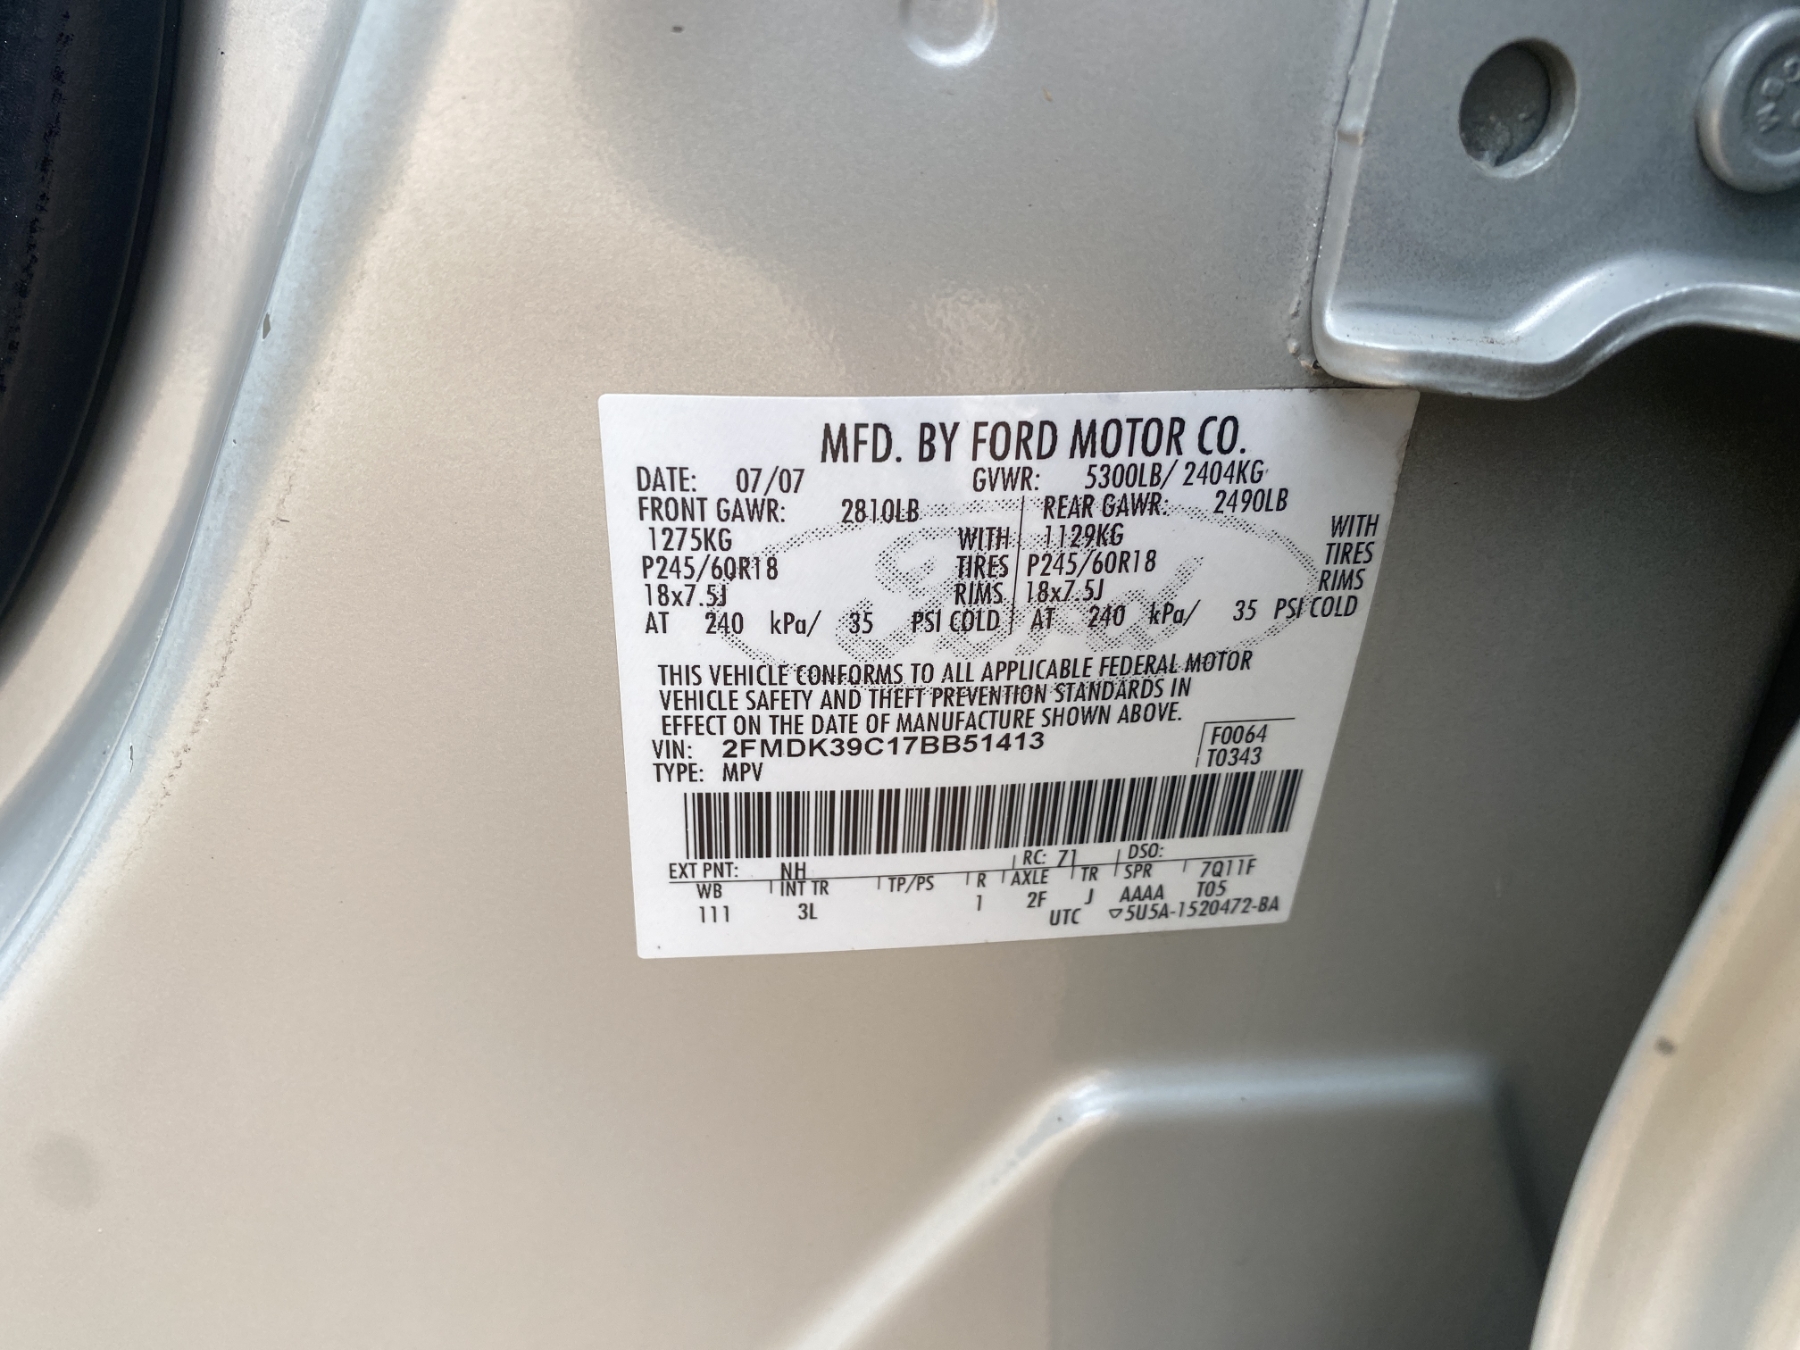 MFD. BY FORD MOTOR CO.
DATE: 07/07 GVWR: 5300LB/ 2404KG
FRONT GAWR: 2810LB REAR GAWR: 2490LB
1275KG WITH 1129KG WITH
P245/60R18 TIRES P245/60R18 TIRES
18x7.5J RIMS 18x7.5J RIMS
AT 240 kPa/ 35 PSI COLD AT 240 kPa/ 35 PSI COLD
Ford
THIS VEHICLE CONFORMS TO ALL APPLICABLE FEDERAL MOTOR
VEHICLE SAFETY AND THEFT PREVENTION STANDARDS IN
EFFECT ON THE DATE OF MANUFACTURE SHOWN ABOVE.
VIN: 2FMDK39C17BB51413 F0064
TYPE: MPV T0343
EXT PNT: NH RC: 71 DSO:
WB INT TR TP/PS R AXLE TR SPR 7Q11F
111 3L 1 2F J AAAA T05
UTC 5U5A-1520472-BA